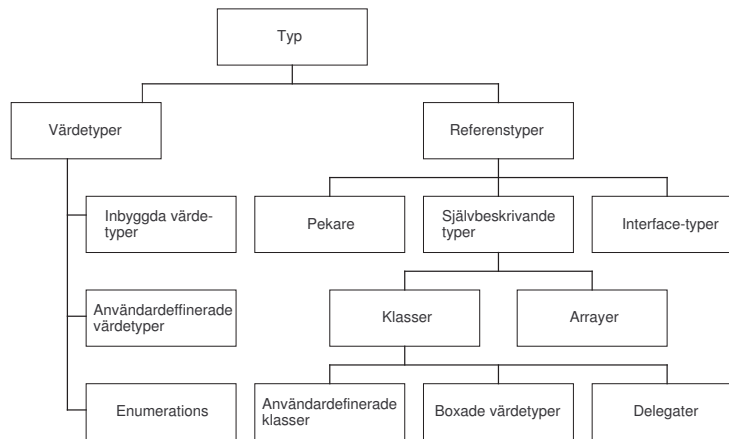 Typ
Värdetyper
Referenstyper
Inbyggda värde-
typer
Pekare
Självbeskrivande
typer
Interface-typer
Användardeffinerade
värdetyper
Klasser
Arrayer
Enumerations
Användardefinerade
klasser
Boxade värdetyper
Delegater